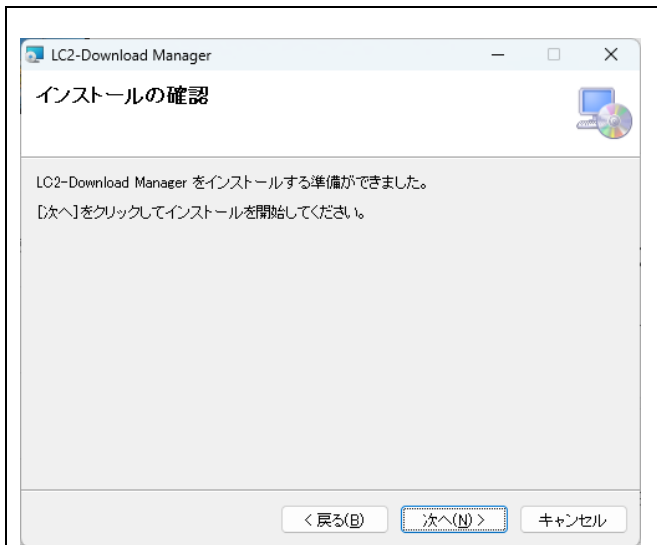 LC2-Download Manager
インストールの確認
LC2-Download Manager をインストールする準備ができました。
[次へ]をクリックしてインストールを開始してください。
< 戻る(B)
次へ(N) >
キャンセル